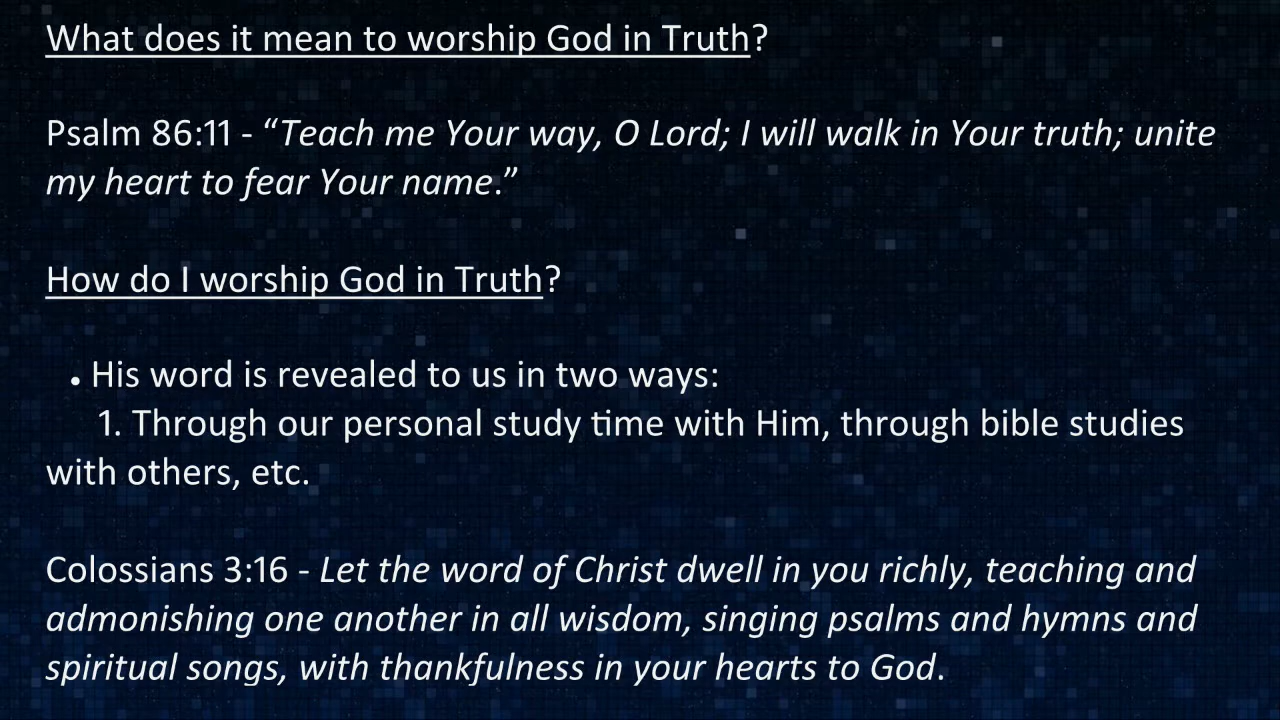 What does it mean to worship God in Truth?
Psalm 86:11 - “Teach me Your way, O Lord; I will walk in Your truth; unite
my heart to fear Your name.”
How do I worship God in Truth?
• His word is revealed to us in two ways:
1. Through our personal study time with Him, through bible studies
with others, etc.
Colossians 3:16 - Let the word of Christ dwell in you richly, teaching and
admonishing one another in all wisdom, singing psalms and hymns and
spiritual songs, with thankfulness in your hearts to God.